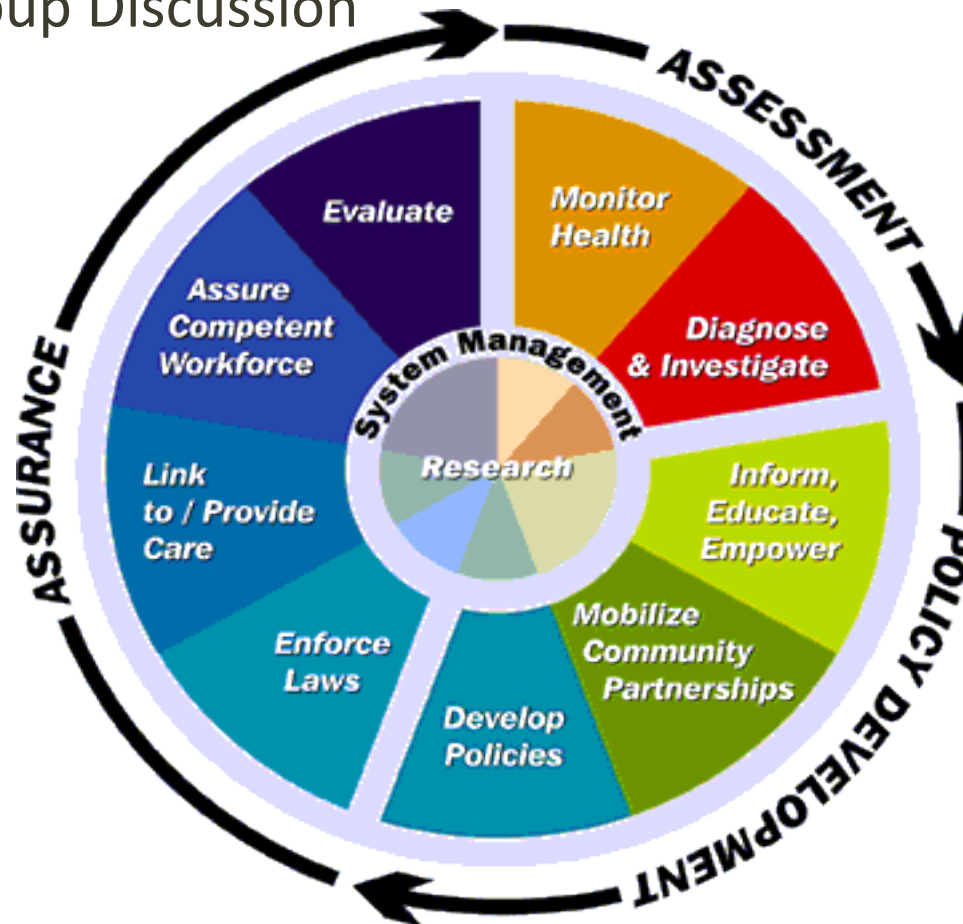 oup Discussion
ASSESSMENT
Monitor
Health
Diagnose
& Investigate
Inform,
Educate,
Empower
Mobilize
Community
Partnerships
POLICY DEVELOPMENT
Develop
Policies
Enforce
Laws
Link
to / Provide
Care
Assure
Competent
Workforce
Evaluate
ASSURANCE
System Management
Research